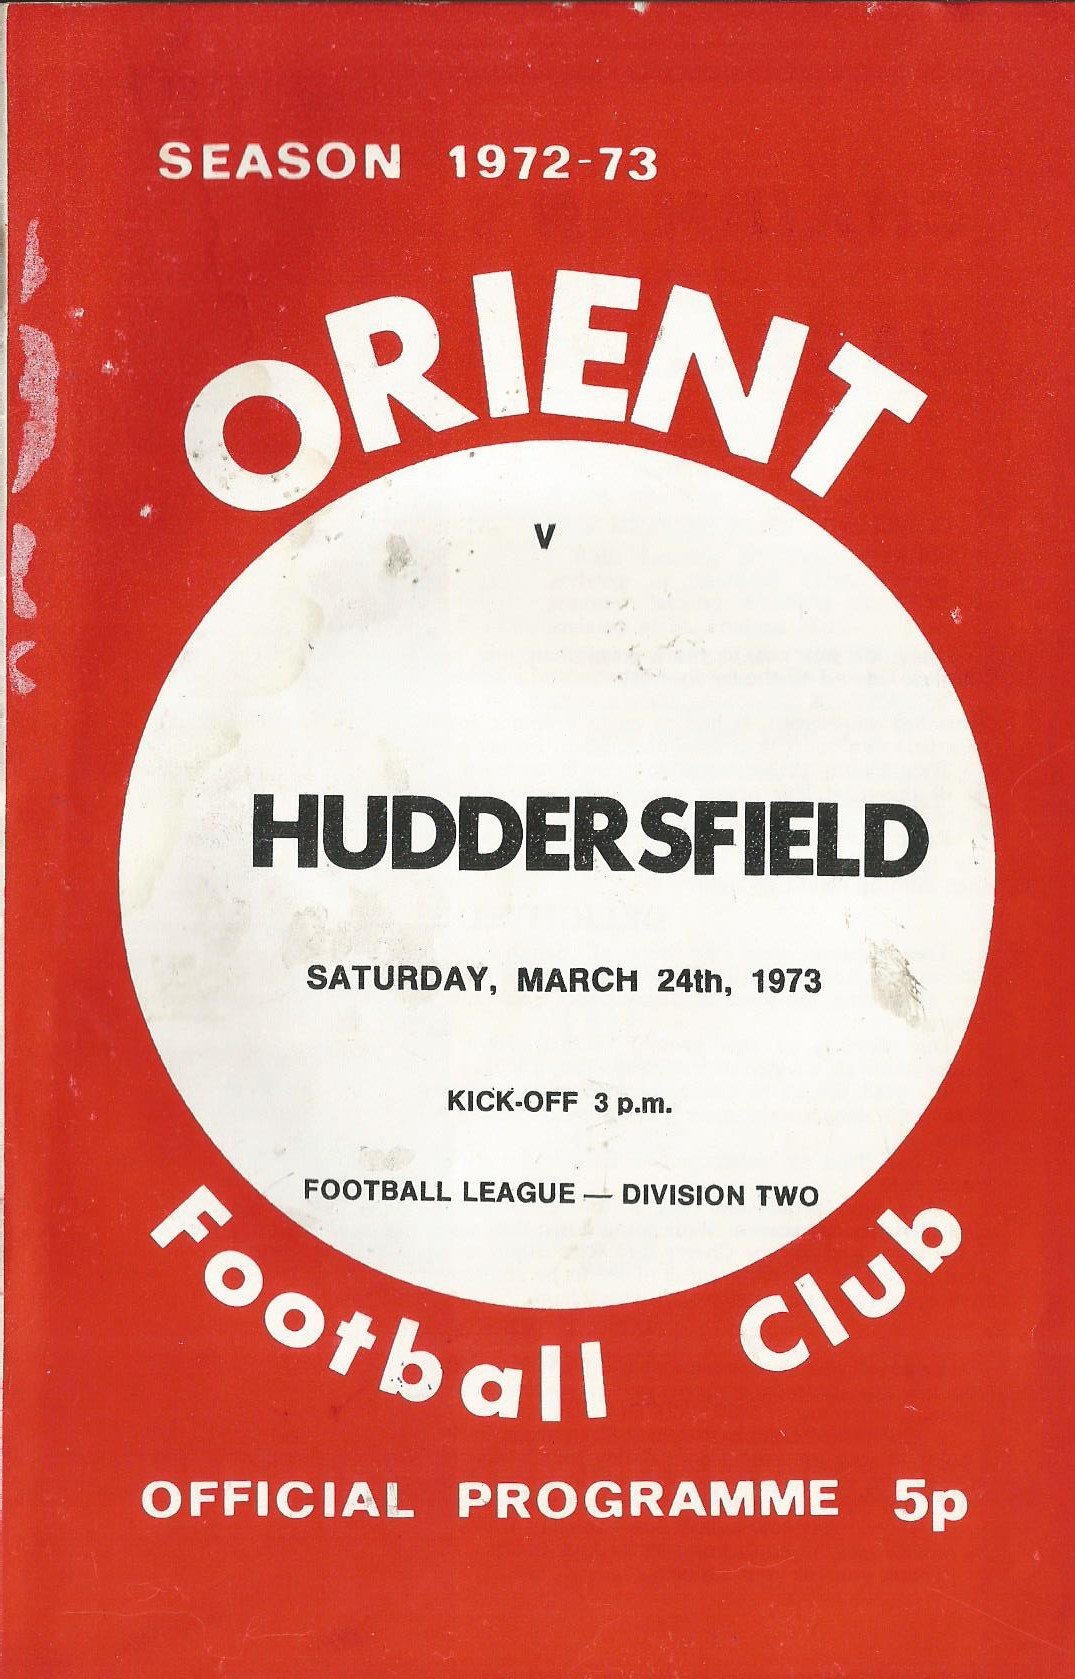 SEASON 1972-73
ORIENT
v
HUDDERSFIELD
SATURDAY, MARCH 24th, 1973
KICK-OFF 3 p.m.
FOOTBALL LEAGUE — DIVISION TWO
Football Club
OFFICIAL PROGRAMME 5p